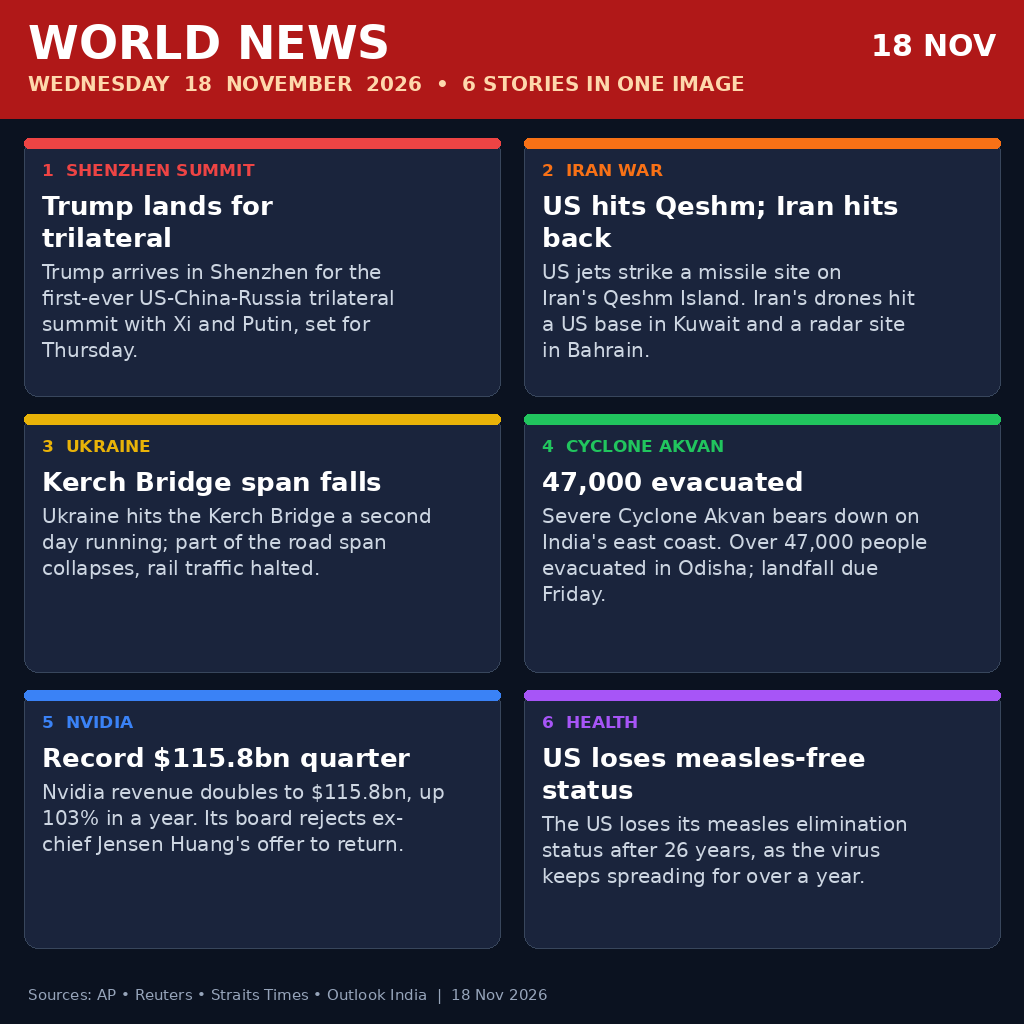 WORLD NEWS
18 NOV
WEDNESDAY 18 NOVEMBER 2026 • 6 STORIES IN ONE IMAGE
1 SHENZHEN SUMMIT
Trump lands for
trilateral
Trump arrives in Shenzhen for the
first-ever US-China-Russia trilateral
summit with Xi and Putin, set for
Thursday.
2 IRAN WAR
US hits Qeshm; Iran hits
back
US jets strike a missile site on
Iran's Qeshm Island. Iran's drones hit
a US base in Kuwait and a radar site
in Bahrain.
3 UKRAINE
Kerch Bridge span falls
Ukraine hits the Kerch Bridge a second
day running; part of the road span
collapses, rail traffic halted.
4 CYCLONE AKVAN
47,000 evacuated
Severe Cyclone Akvan bears down on
India's east coast. Over 47,000 people
evacuated in Odisha; landfall due
Friday.
5 NVIDIA
Record $115.8bn quarter
Nvidia revenue doubles to $115.8bn, up
103% in a year. Its board rejects ex-
chief Jensen Huang's offer to return.
6 HEALTH
US loses measles-free
status
The US loses its measles elimination
status after 26 years, as the virus
keeps spreading for over a year.
Sources: AP • Reuters • Straits Times • Outlook India | 18 Nov 2026